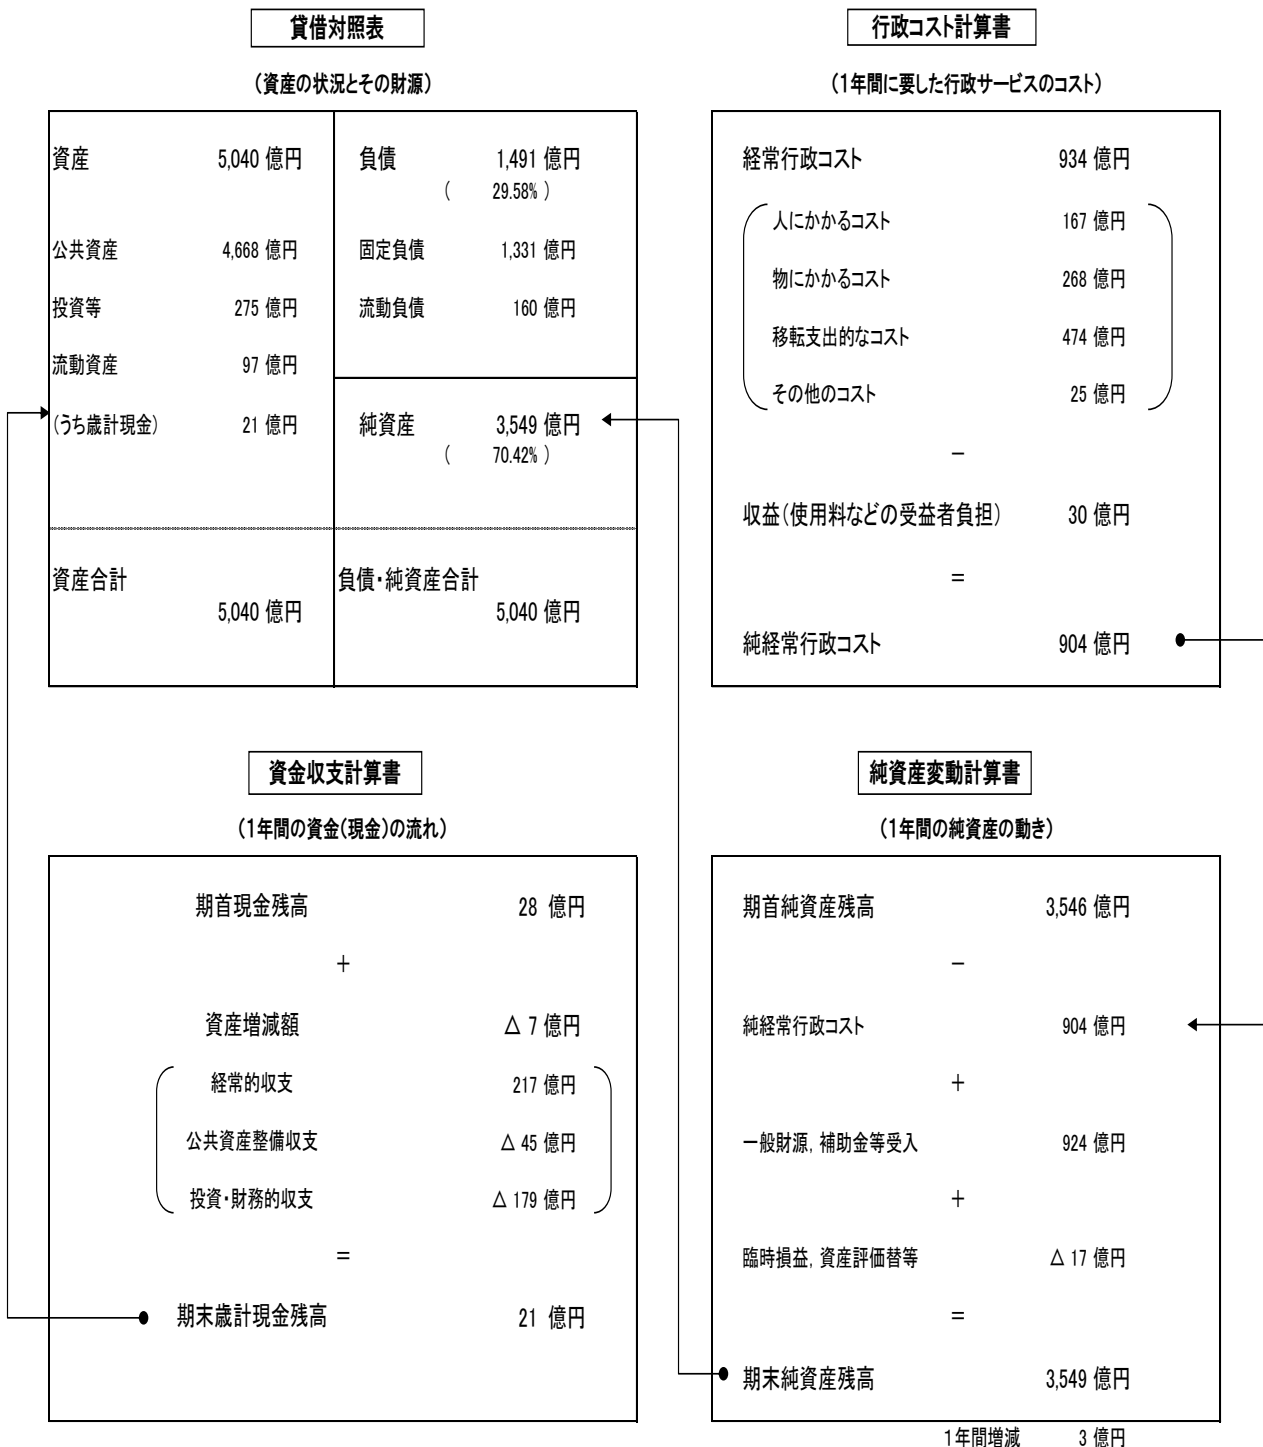 貸借対照表
（資産の状況とその財源）
資産 5,040 億円 負債 1,491 億円
（ 29.58% ）
公共資産 4,668 億円 固定負債 1,331 億円
投資等 275 億円 流動負債 160 億円
流動資産 97 億円
（うち歳計現金） 21 億円 純資産 3,549 億円
（ 70.42% ）
資産合計 負債・純資産合計
5,040 億円 5,040 億円
行政コスト計算書
（1年間に要した行政サービスのコスト）
経常行政コスト 934 億円
人にかかるコスト 167 億円
物にかかるコスト 268 億円
移転支出的なコスト 474 億円
その他のコスト 25 億円
－
収益（使用料などの受益者負担） 30 億円
＝
純経常行政コスト 904 億円
資金収支計算書
（1年間の資金（現金）の流れ）
期首現金残高 28 億円
＋
資産増減額 △ 7 億円
経常的収支 217 億円
公共資産整備収支 △ 45 億円
投資・財務的収支 △ 179 億円
＝
期末歳計現金残高 21 億円
純資産変動計算書
（1年間の純資産の動き）
期首純資産残高 3,546 億円
－
純経常行政コスト 904 億円
＋
一般財源，補助金等受入 924 億円
＋
臨時損益，資産評価替等 △ 17 億円
＝
期末純資産残高 3,549 億円
1年間増減 3 億円